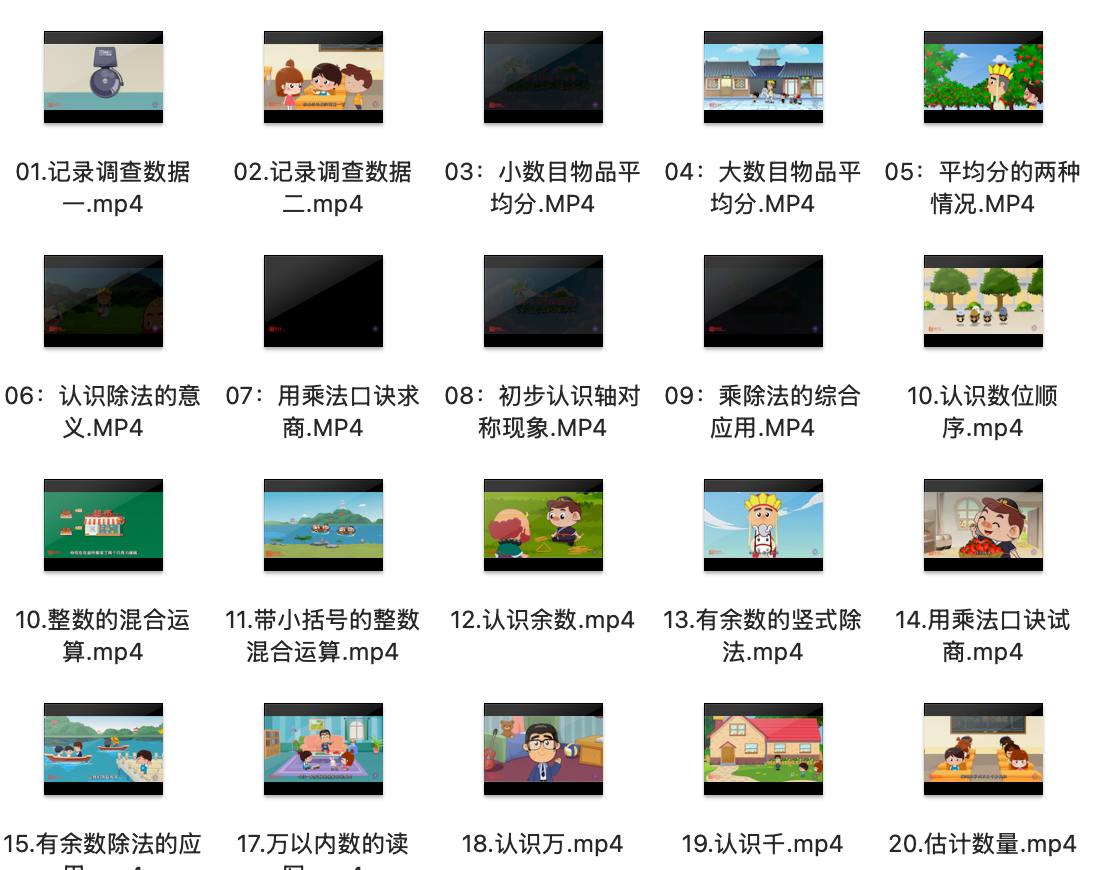 01.记录调查数据
一.mp4
02.记录调查数据
二.mp4
03：小数目物品平
均分.MP4
04：大数目物品平
均分.MP4
05：平均分的两种
情况.MP4
06：认识除法的意
义.MP4
07：用乘法口诀求
商.MP4
08：初步认识轴对
称现象.MP4
09：乘除法的综合
应用.MP4
10.认识数位顺
序.mp4
10.整数的混合运
算.mp4
11.带小括号的整数
混合运算.mp4
12.认识余数.mp4
13.有余数的竖式除
法.mp4
14.用乘法口诀试
商.mp4
15.有余数除法的应
17.万以内数的读
18.认识万.mp4
19.认识千.mp4
20.估计数量.mp4